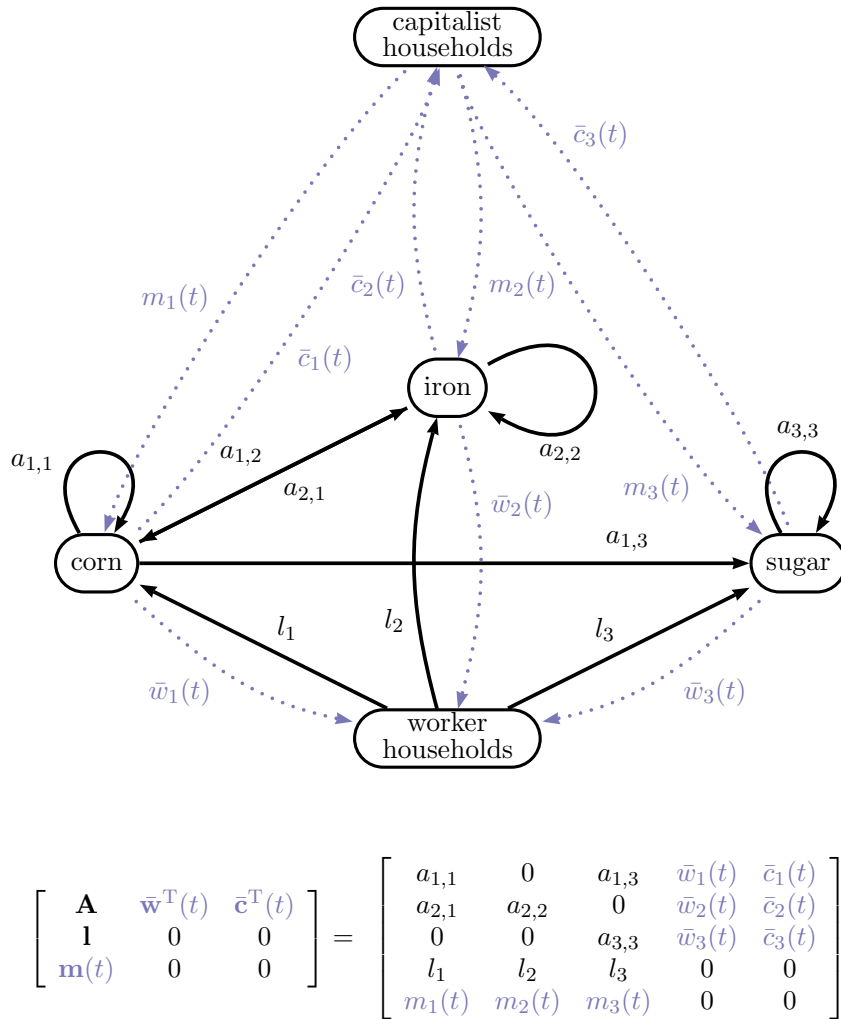 capitalist
households
c̄₃(t)
m₁(t)
c̄₂(t)
m₂(t)
c̄₁(t)
iron
a₁,₁
a₁,₂
a₂,₂
a₃,₃
a₂,₁
m₃(t)
w̄₂(t)
corn
a₁,₃
sugar
l₁
l₂
l₃
w̄₁(t)
w̄₃(t)
worker
households
[ A w̄ᵀ(t) c̄ᵀ(t) ] = [ a₁,₁ 0 a₁,₃ w̄₁(t) c̄₁(t) ]
[ l 0 0 ] [ a₂,₁ a₂,₂ 0 w̄₂(t) c̄₂(t) ]
[ m(t) 0 0 ] [ 0 0 a₃,₃ w̄₃(t) c̄₃(t) ]
[ l₁ l₂ l₃ 0 0 ]
[ m₁(t) m₂(t) m₃(t) 0 0 ]